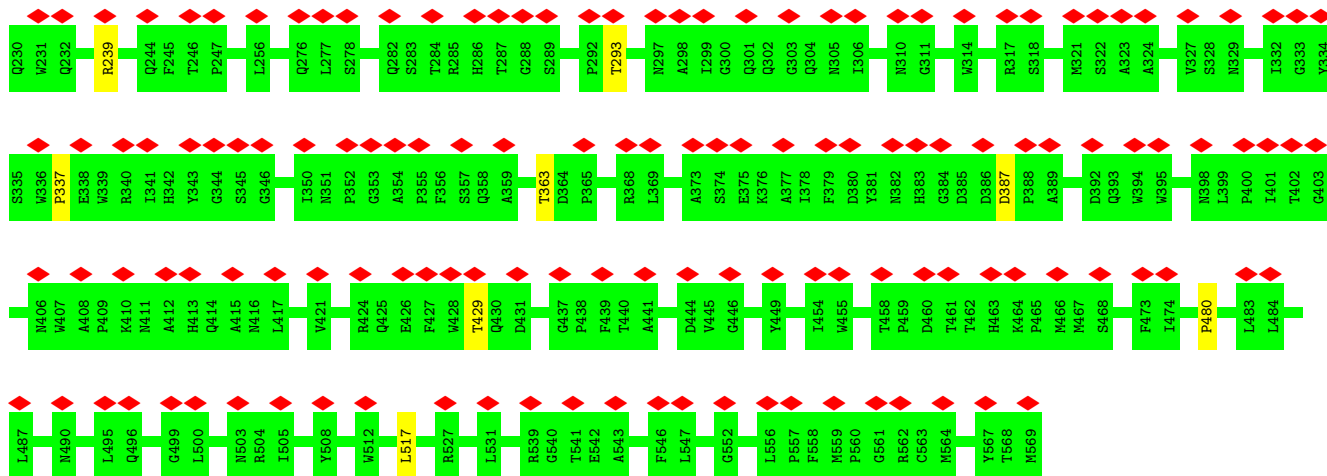 Q230 W231 Q232 R239 Q244 F245 T246 P247 L256 Q276 L277 S278 Q282 S283 T284 R285 H286 T287 G288 S289 P292 T293 N297 A298 I299 G300 Q301 Q302 G303 Q304 N305 I306 N310 G311 W314 R317 S318 M321 S322 A323 A324 V327 S328 N329 I332 G333 Y334
S335 W336 P337 E338 W339 R340 I341 H342 Y343 G344 S345 G346 I350 N351 P352 G353 A354 P355 F356 S357 Q358 A359 T363 D364 P365 R368 L369 A373 S374 E375 K376 A377 I378 F379 D380 Y381 N382 H383 G384 D385 D386 D387 P388 A389 D392 Q393 W394 W395 N398 L399 P400 I401 T402 G403
N406 W407 A408 P409 K410 N411 A412 H413 Q414 A415 N416 L417 V421 R424 Q425 E426 F427 W428 T429 Q430 D431 G437 P438 F439 T440 A441 D444 V445 G446 Y449 I454 W455 T458 P459 D460 T461 T462 H463 K464 P465 M466 M467 S468 F473 I474 P480 L483 L484
L487 N490 L495 Q496 G499 L500 N503 R504 I505 Y508 W512 L517 R527 L531 R539 G540 T541 E542 A543 F546 L547 G552 L556 P557 F558 M559 P560 G561 R562 C563 M564 Y567 T568 M569